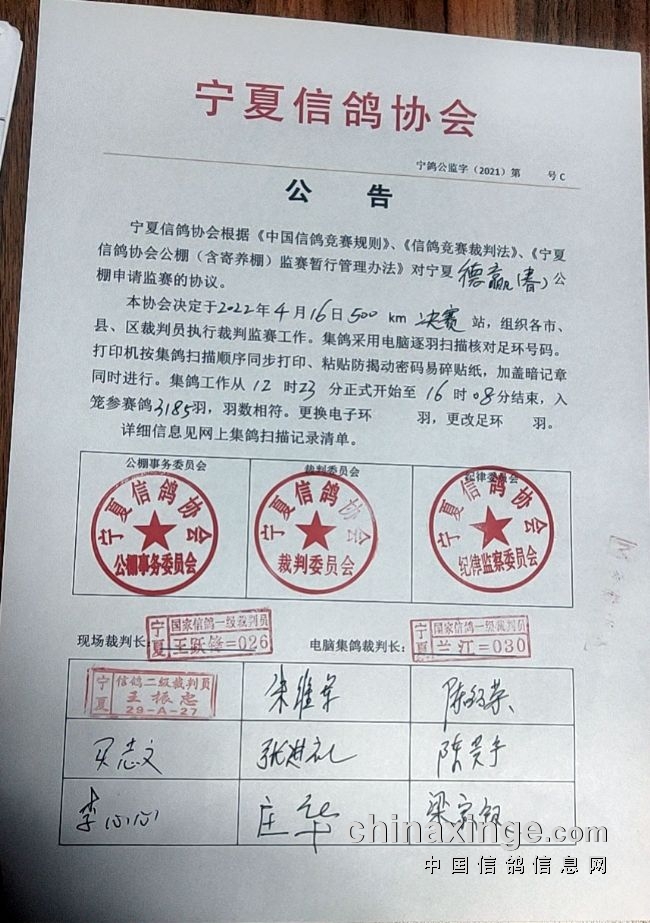 宁夏信鸽协会
宁鸽公监字（2021）第 号 C
公 告
宁夏信鸽协会根据《中国信鸽竞赛规则》、《信鸽竞赛裁判法》、《宁夏
信鸽协会公棚（含寄养棚）监赛暂行管理办法》对宁夏德赢(春)公
棚申请监赛的协议。
本协会决定于2022年4月16日500 km 决赛 站，组织各市、
县、区裁判员执行裁判监赛工作。集鸽采用电脑逐羽扫描核对足环号码。
打印机按集鸽扫描顺序同步打印、粘贴防揭动密码易碎贴纸，加盖暗记章
同时进行。集鸽工作从 12 时23 分正式开始至 16 时08分结束，入
笼参赛鸽3185羽，羽数相符。更换电子环 羽，更改足环 羽。
详细信息见网上集鸽扫描记录清单。
公棚事务委员会 裁判委员会 纪律委员会
宁夏信鸽协会 宁夏信鸽协会 宁夏信鸽协会
公棚事务委员会 裁判委员会 纪律监察委员会
现场裁判长： 宁夏 国家信鸽一级裁判员 王跃锋=026 电脑集鸽裁判长： 宁夏 国家信鸽一级裁判员 兰江=030
宁夏 信鸽二级裁判员 王振忠 29-A-27
庄华
chinaxinge.com
中国信鸽信息网